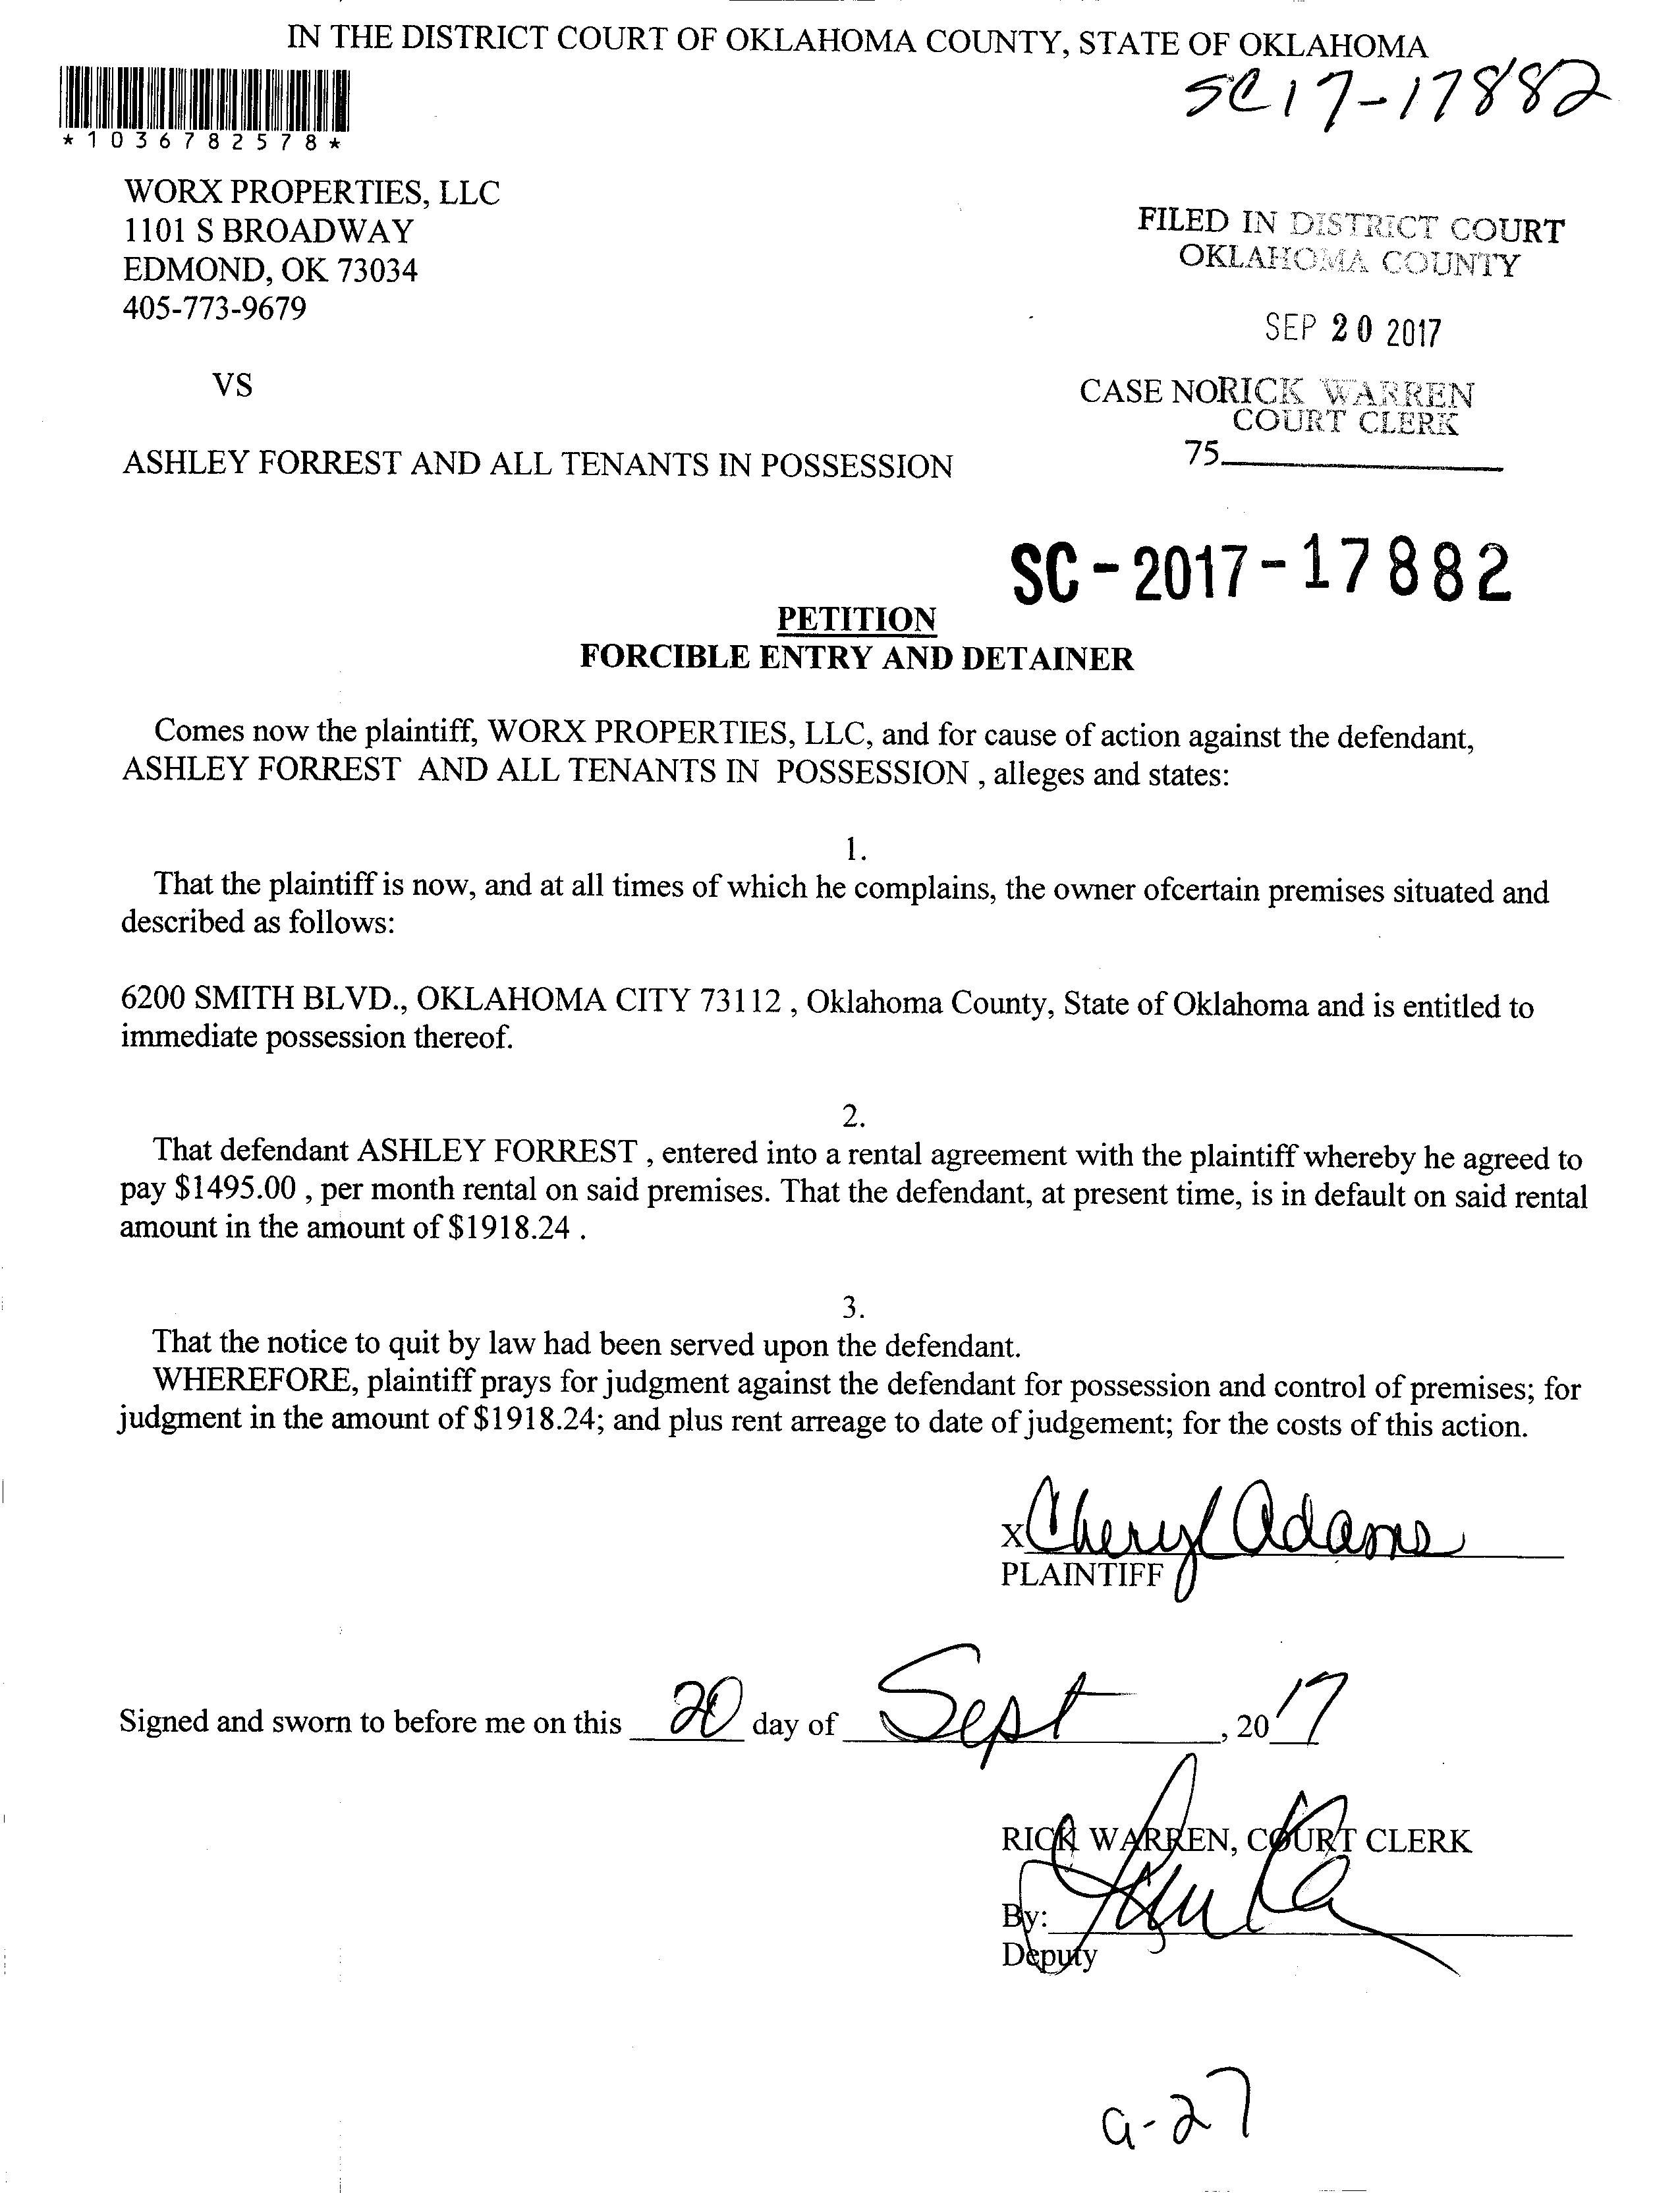 IN THE DISTRICT COURT OF OKLAHOMA COUNTY, STATE OF OKLAHOMA
SC17-17882
*1036782578*
WORX PROPERTIES, LLC
1101 S BROADWAY
EDMOND, OK 73034
405-773-9679
FILED IN DISTRICT COURT
OKLAHOMA COUNTY
SEP 20 2017
VS
CASE NO RICK WARREN
COURT CLERK
75.
ASHLEY FORREST AND ALL TENANTS IN POSSESSION
SC-2017-17882
PETITION
FORCIBLE ENTRY AND DETAINER
Comes now the plaintiff, WORX PROPERTIES, LLC, and for cause of action against the defendant,
ASHLEY FORREST AND ALL TENANTS IN POSSESSION , alleges and states:
1.
That the plaintiff is now, and at all times of which he complains, the owner ofcertain premises situated and
described as follows:
6200 SMITH BLVD., OKLAHOMA CITY 73112 , Oklahoma County, State of Oklahoma and is entitled to
immediate possession thereof.
2.
That defendant ASHLEY FORREST , entered into a rental agreement with the plaintiff whereby he agreed to
pay $1495.00 , per month rental on said premises. That the defendant, at present time, is in default on said rental
amount in the amount of $1918.24 .
3.
That the notice to quit by law had been served upon the defendant.
WHEREFORE, plaintiff prays for judgment against the defendant for possession and control of premises; for
judgment in the amount of $1918.24; and plus rent arreage to date of judgement; for the costs of this action.
X Cheryl Adams
PLAINTIFF
Signed and sworn to before me on this 20 day of Sept , 20 17
RICK WARREN, COURT CLERK
By:
Deputy
9-27